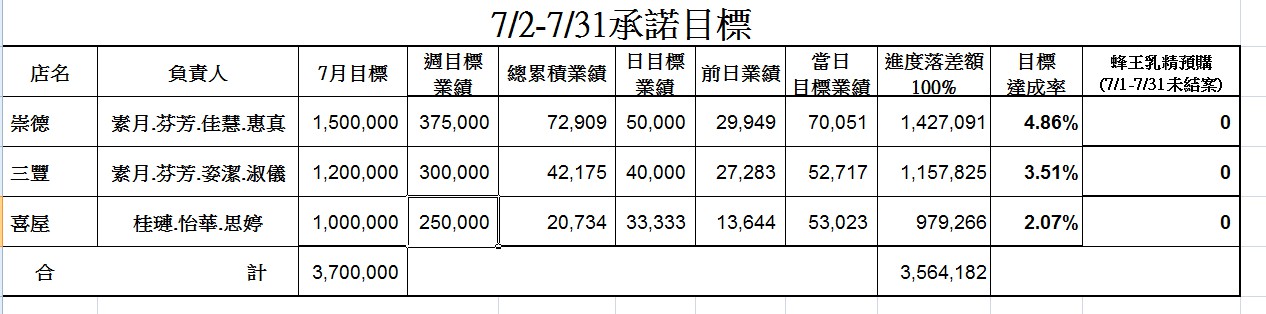 7/2-7/31承諾目標
店名 負責人 7月目標 週目標業績 總累積業績 日目標業績 前日業績 當日目標業績 進度落差額100% 目標達成率 蜂王乳精預購(7/1-7/31未結案)
崇德 素月.芬芳.佳慧.惠真 1,500,000 375,000 72,909 50,000 29,949 70,051 1,427,091 4.86% 0
三豐 素月.芬芳.姿潔.淑儀 1,200,000 300,000 42,175 40,000 27,283 52,717 1,157,825 3.51% 0
喜屋 桂璉.怡華.思婷 1,000,000 250,000 20,734 33,333 13,644 53,023 979,266 2.07% 0
合 計 3,700,000 3,564,182